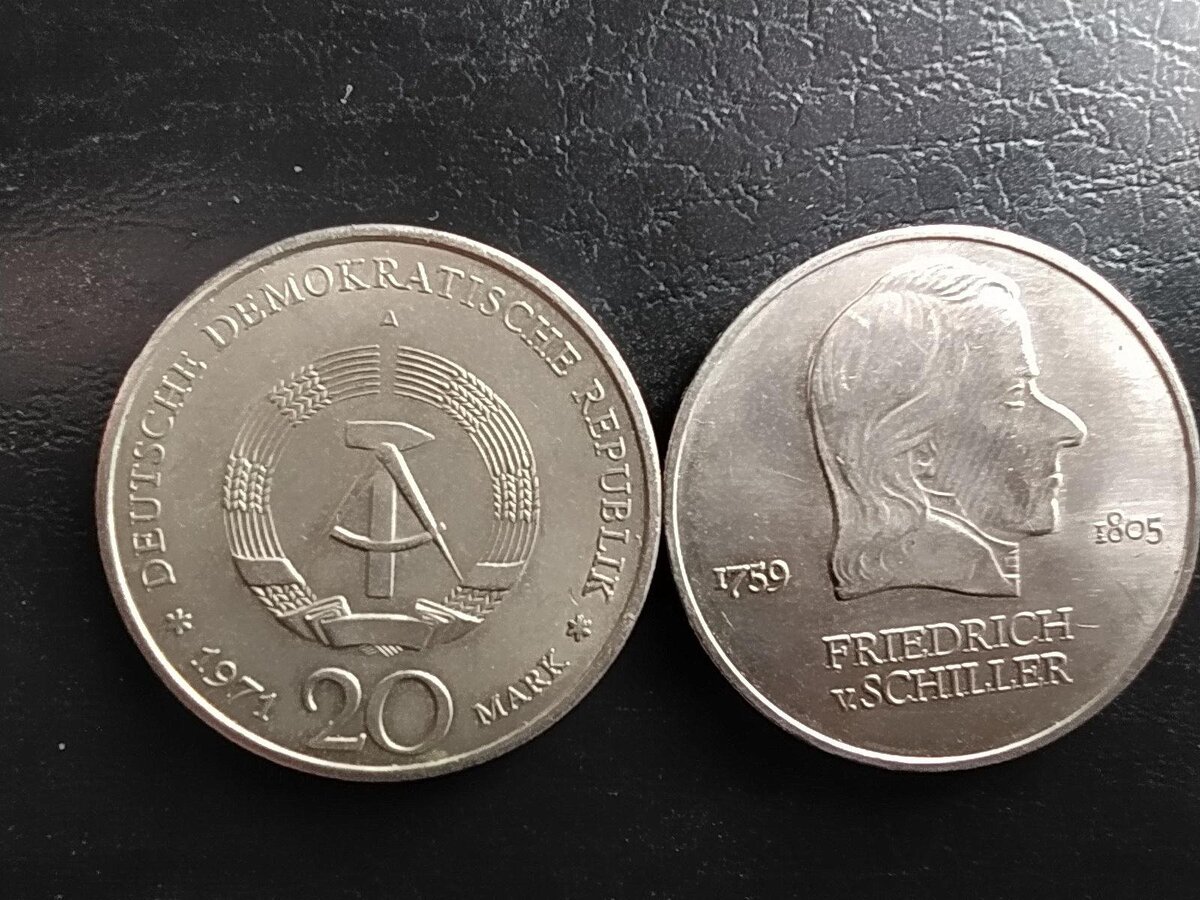 DEUTSCHE DEMOKRATISCHE REPUBLIK
A
* 1971 20 MARK *
1759
1805
FRIEDRICH
v. SCHILLER